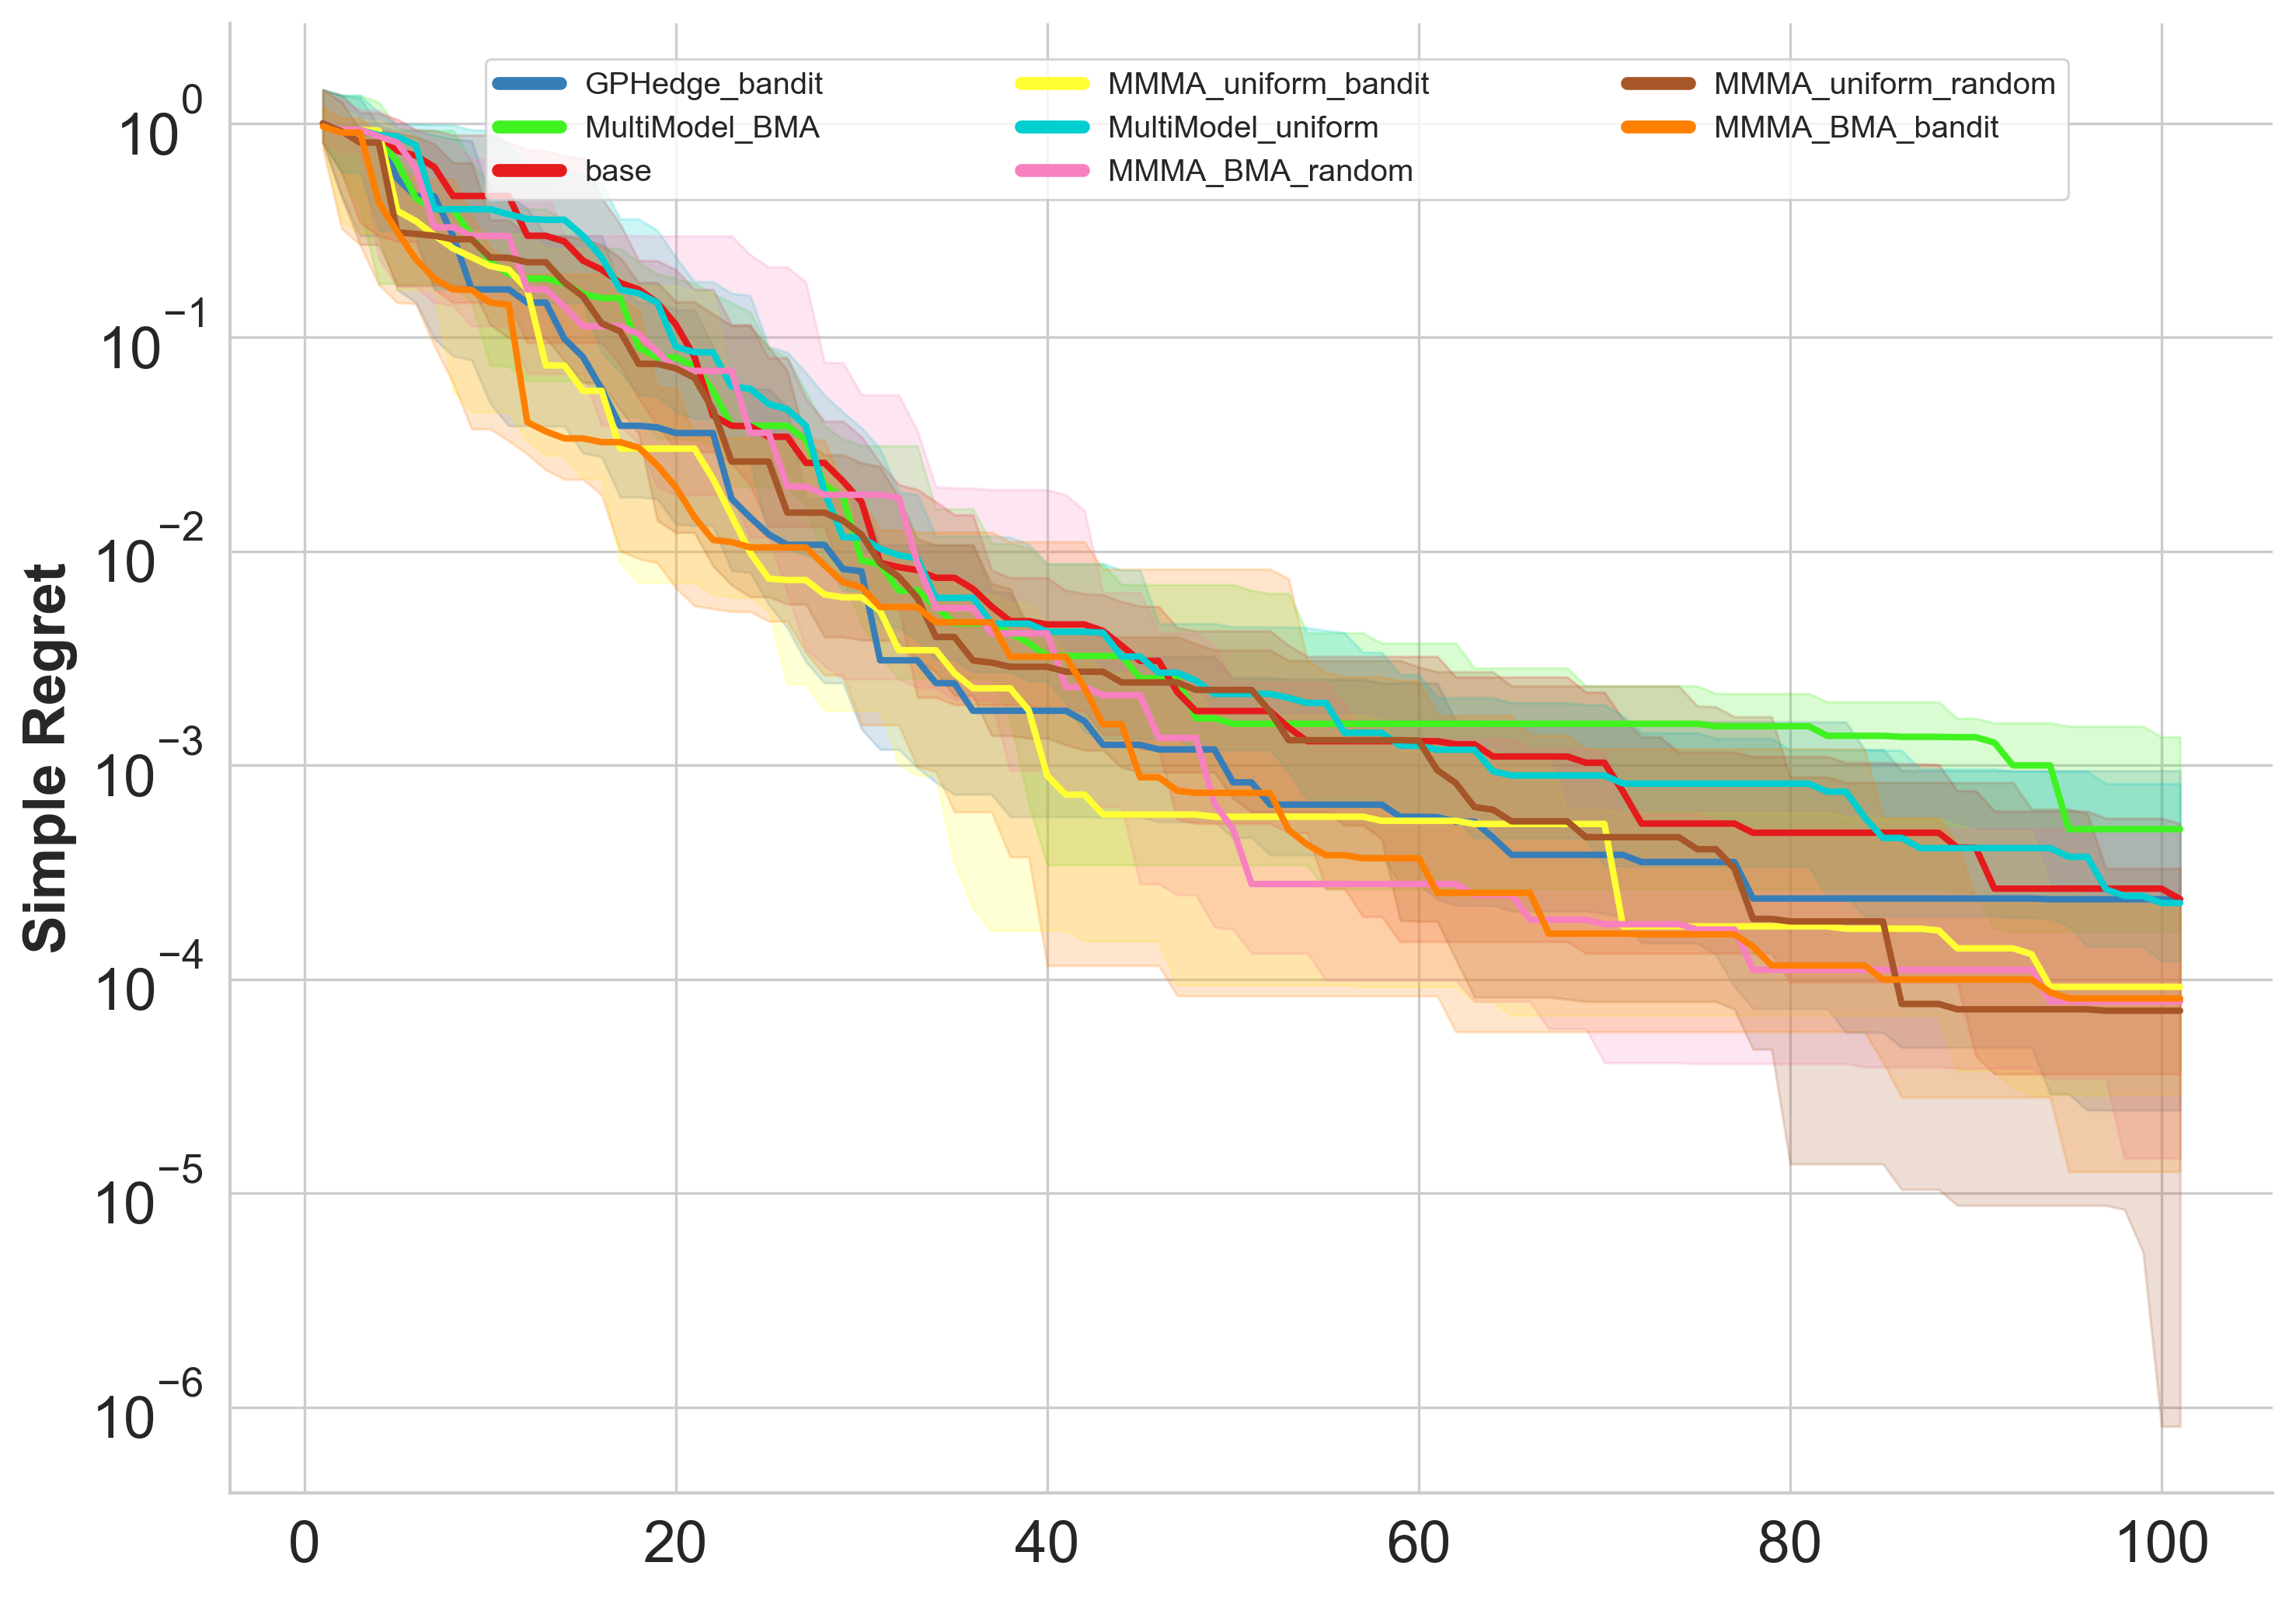 GPHedge_bandit
MultiModel_BMA
base
MMMA_uniform_bandit
MultiModel_uniform
MMMA_BMA_random
MMMA_uniform_random
MMMA_BMA_bandit
Simple Regret
10^0
10^−1
10^−2
10^−3
10^−4
10^−5
10^−6
0 20 40 60 80 100